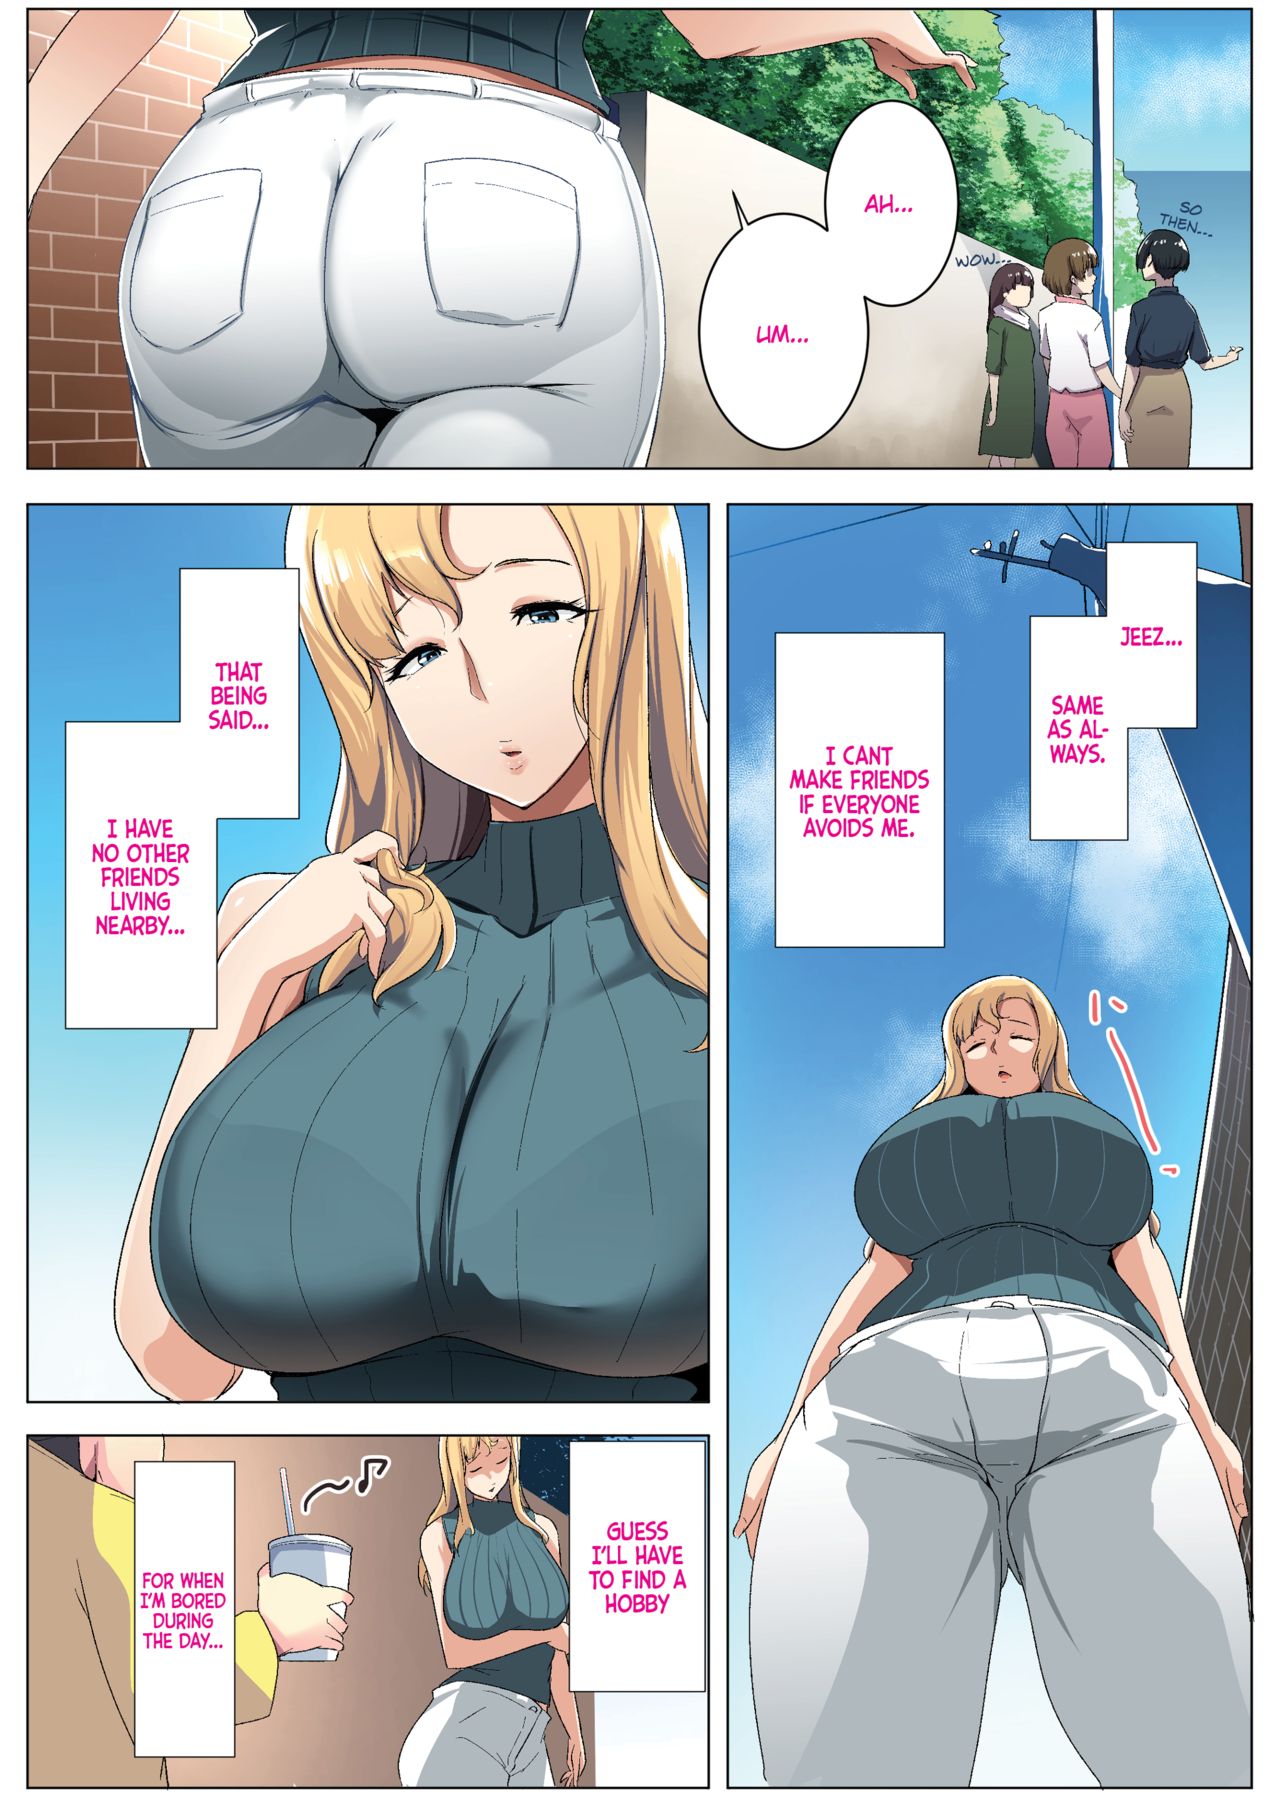 AH...
UM...
WOW...
SO
THEN...
JEEZ...
SAME
AS AL-
WAYS.
I CANT
MAKE FRIENDS
IF EVERYONE
AVOIDS ME.
THAT
BEING
SAID...
I HAVE
NO OTHER
FRIENDS
LIVING
NEARBY...
GUESS
I'LL HAVE
TO FIND A
HOBBY
FOR WHEN
I'M BORED
DURING
THE DAY...